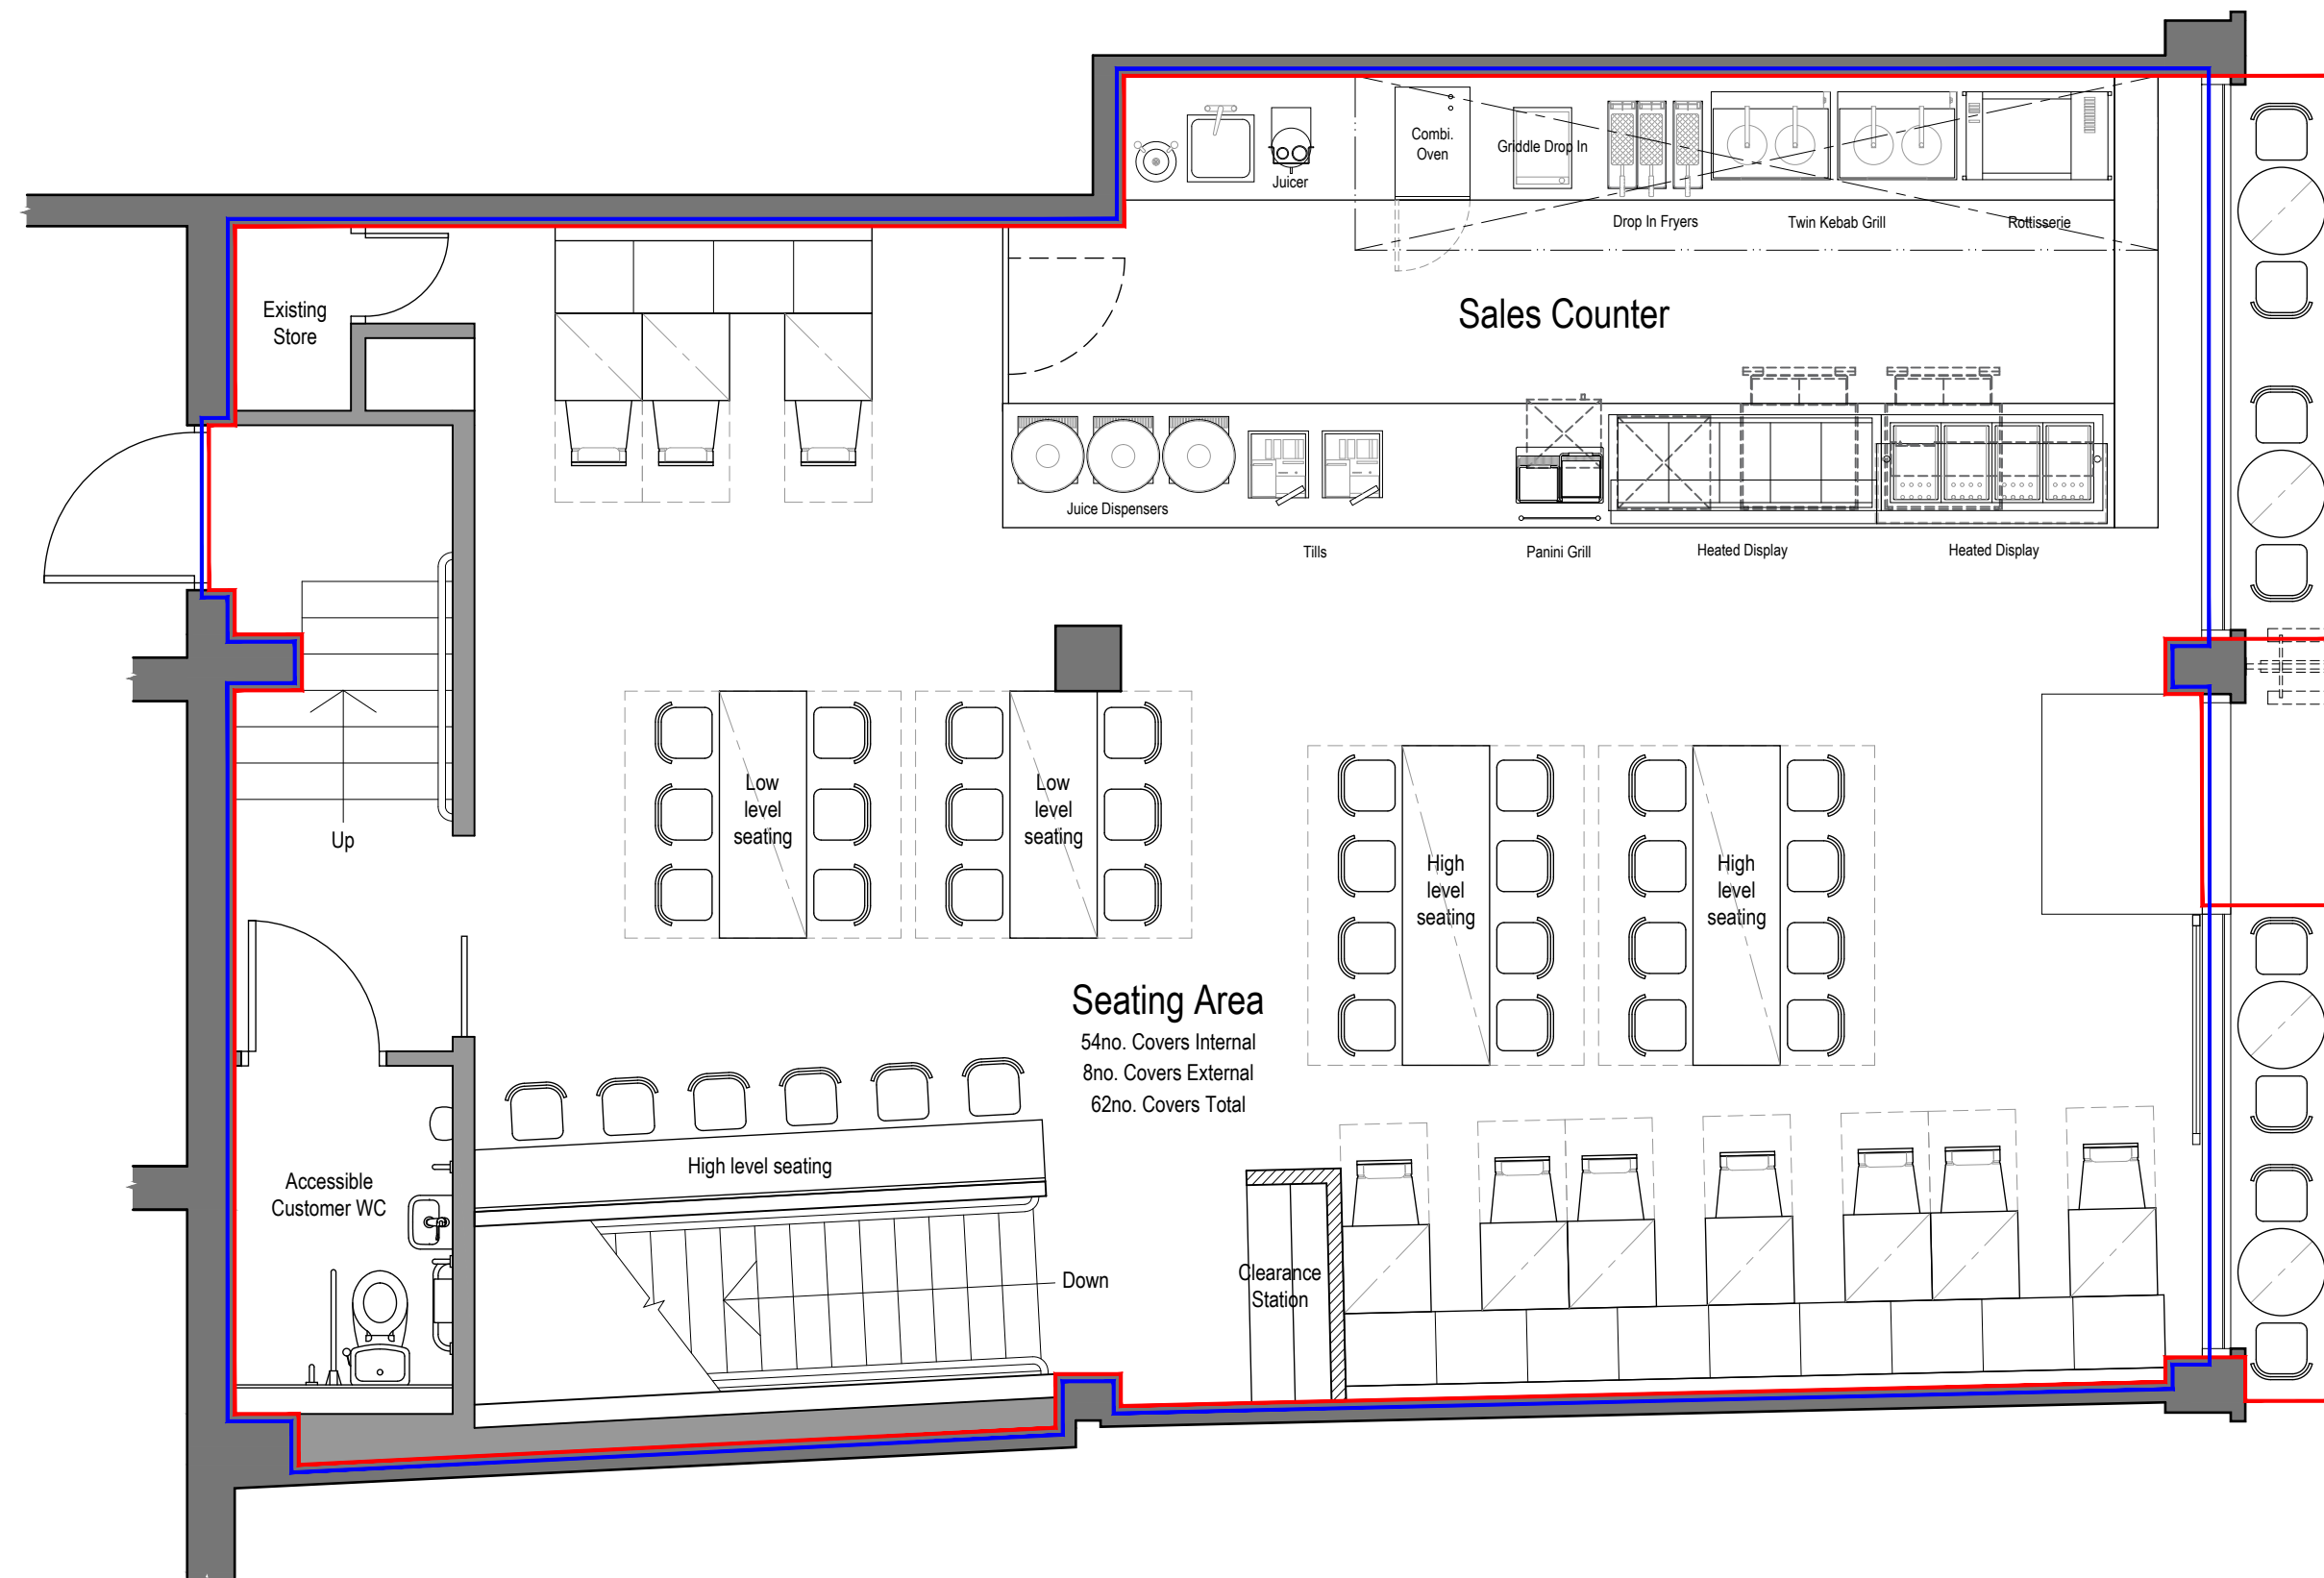 Combi.
Oven
Griddle Drop In
Juicer
Drop In Fryers
Twin Kebab Grill
Rottisserie
Existing
Store
Sales Counter
Juice Dispensers
Tills
Panini Grill
Heated Display
Heated Display
Up
Low
level
seating
Low
level
seating
High
level
seating
High
level
seating
Seating Area
54no. Covers Internal
8no. Covers External
62no. Covers Total
High level seating
Accessible
Customer WC
Down
Clearance
Station